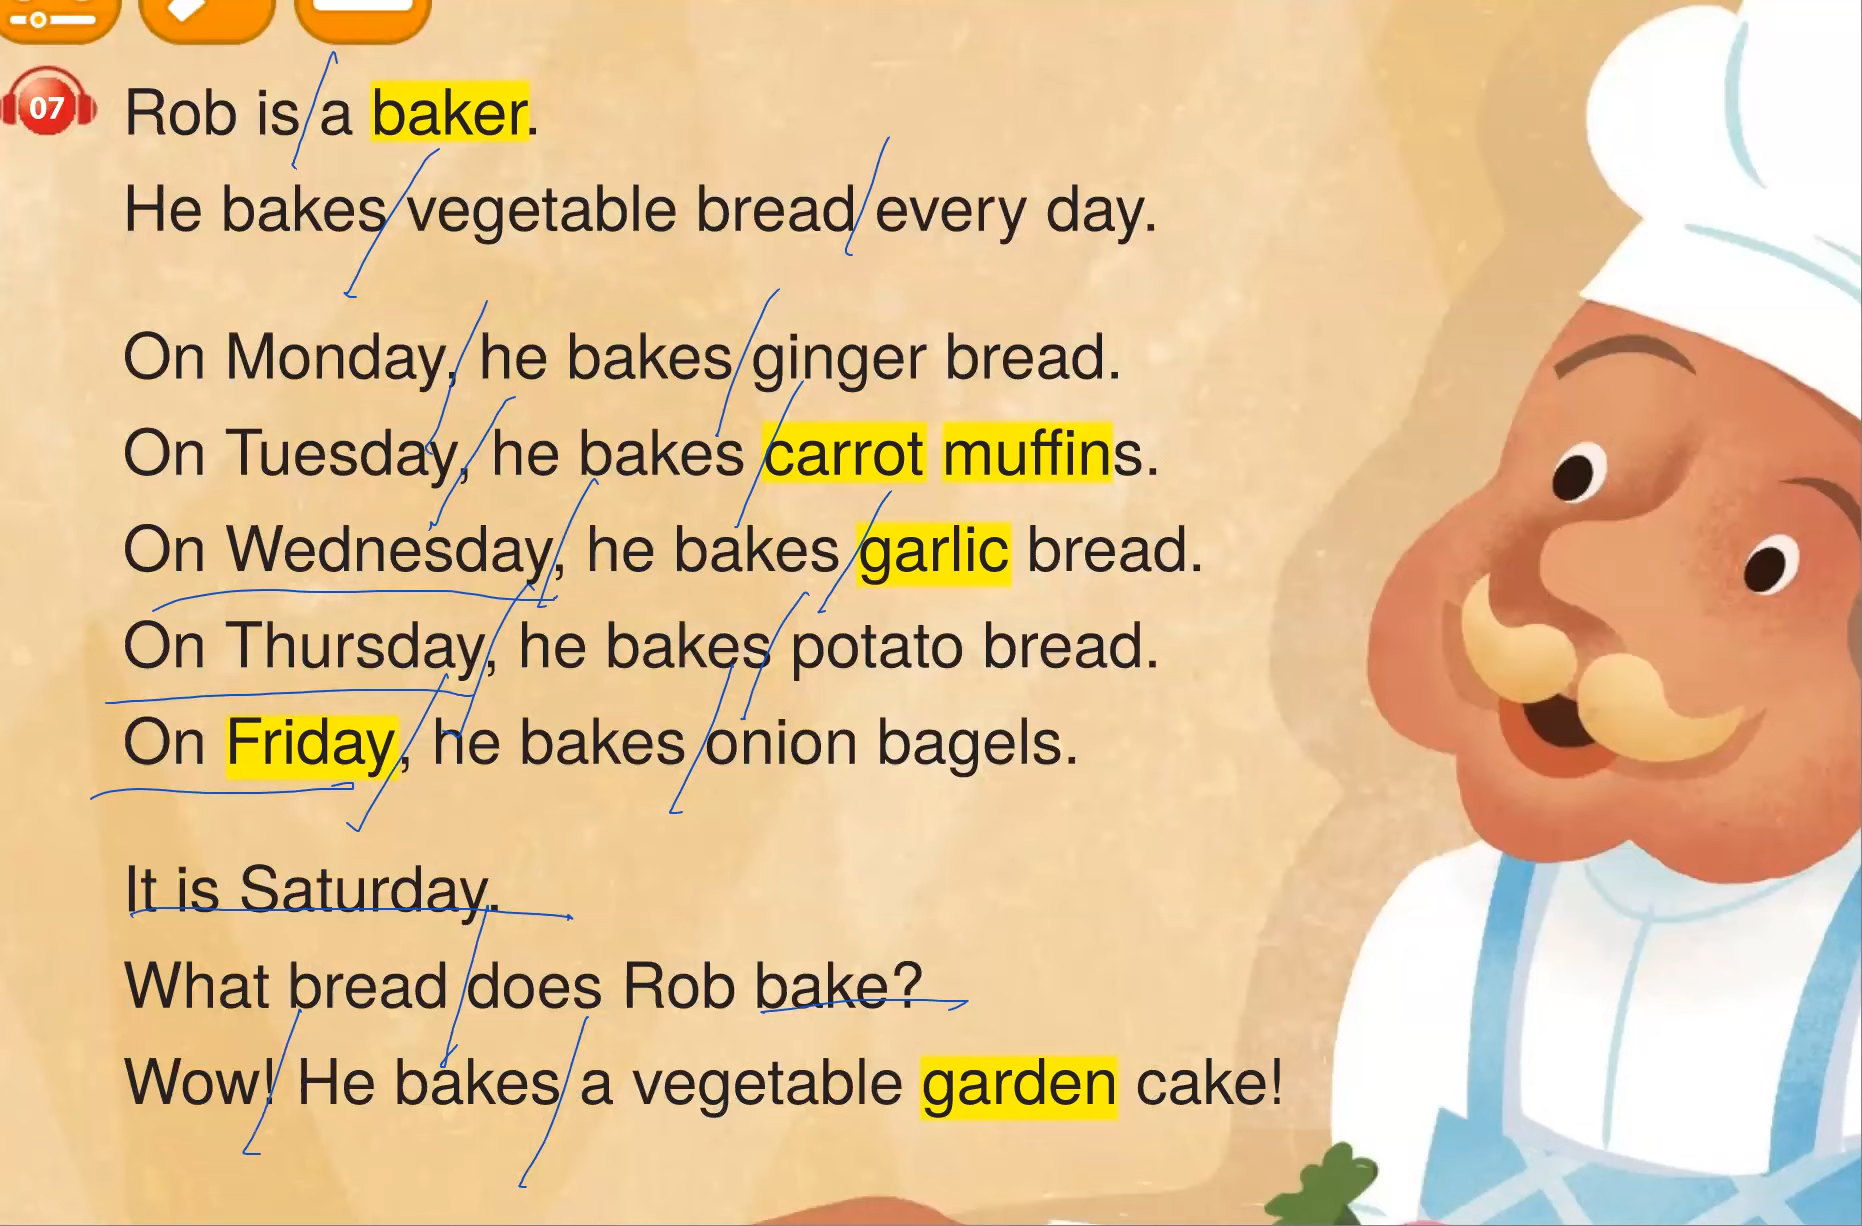 07
Rob is a baker.
He bakes vegetable bread every day.
On Monday, he bakes ginger bread.
On Tuesday, he bakes carrot muffins.
On Wednesday, he bakes garlic bread.
On Thursday, he bakes potato bread.
On Friday, he bakes onion bagels.
It is Saturday.
What bread does Rob bake?
Wow! He bakes a vegetable garden cake!